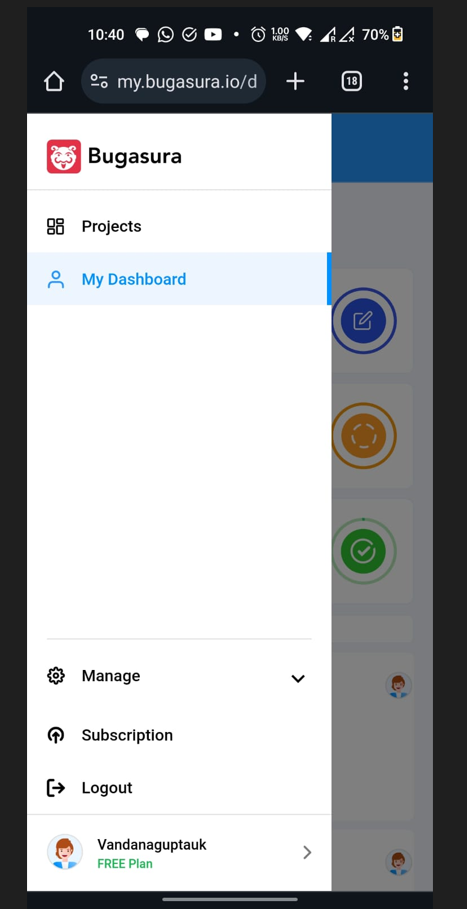 10:40
1.00
KB/S
R
70%
my.bugasura.io/d
18
Bugasura
Projects
My Dashboard
Manage
Subscription
Logout
Vandanaguptauk
FREE Plan